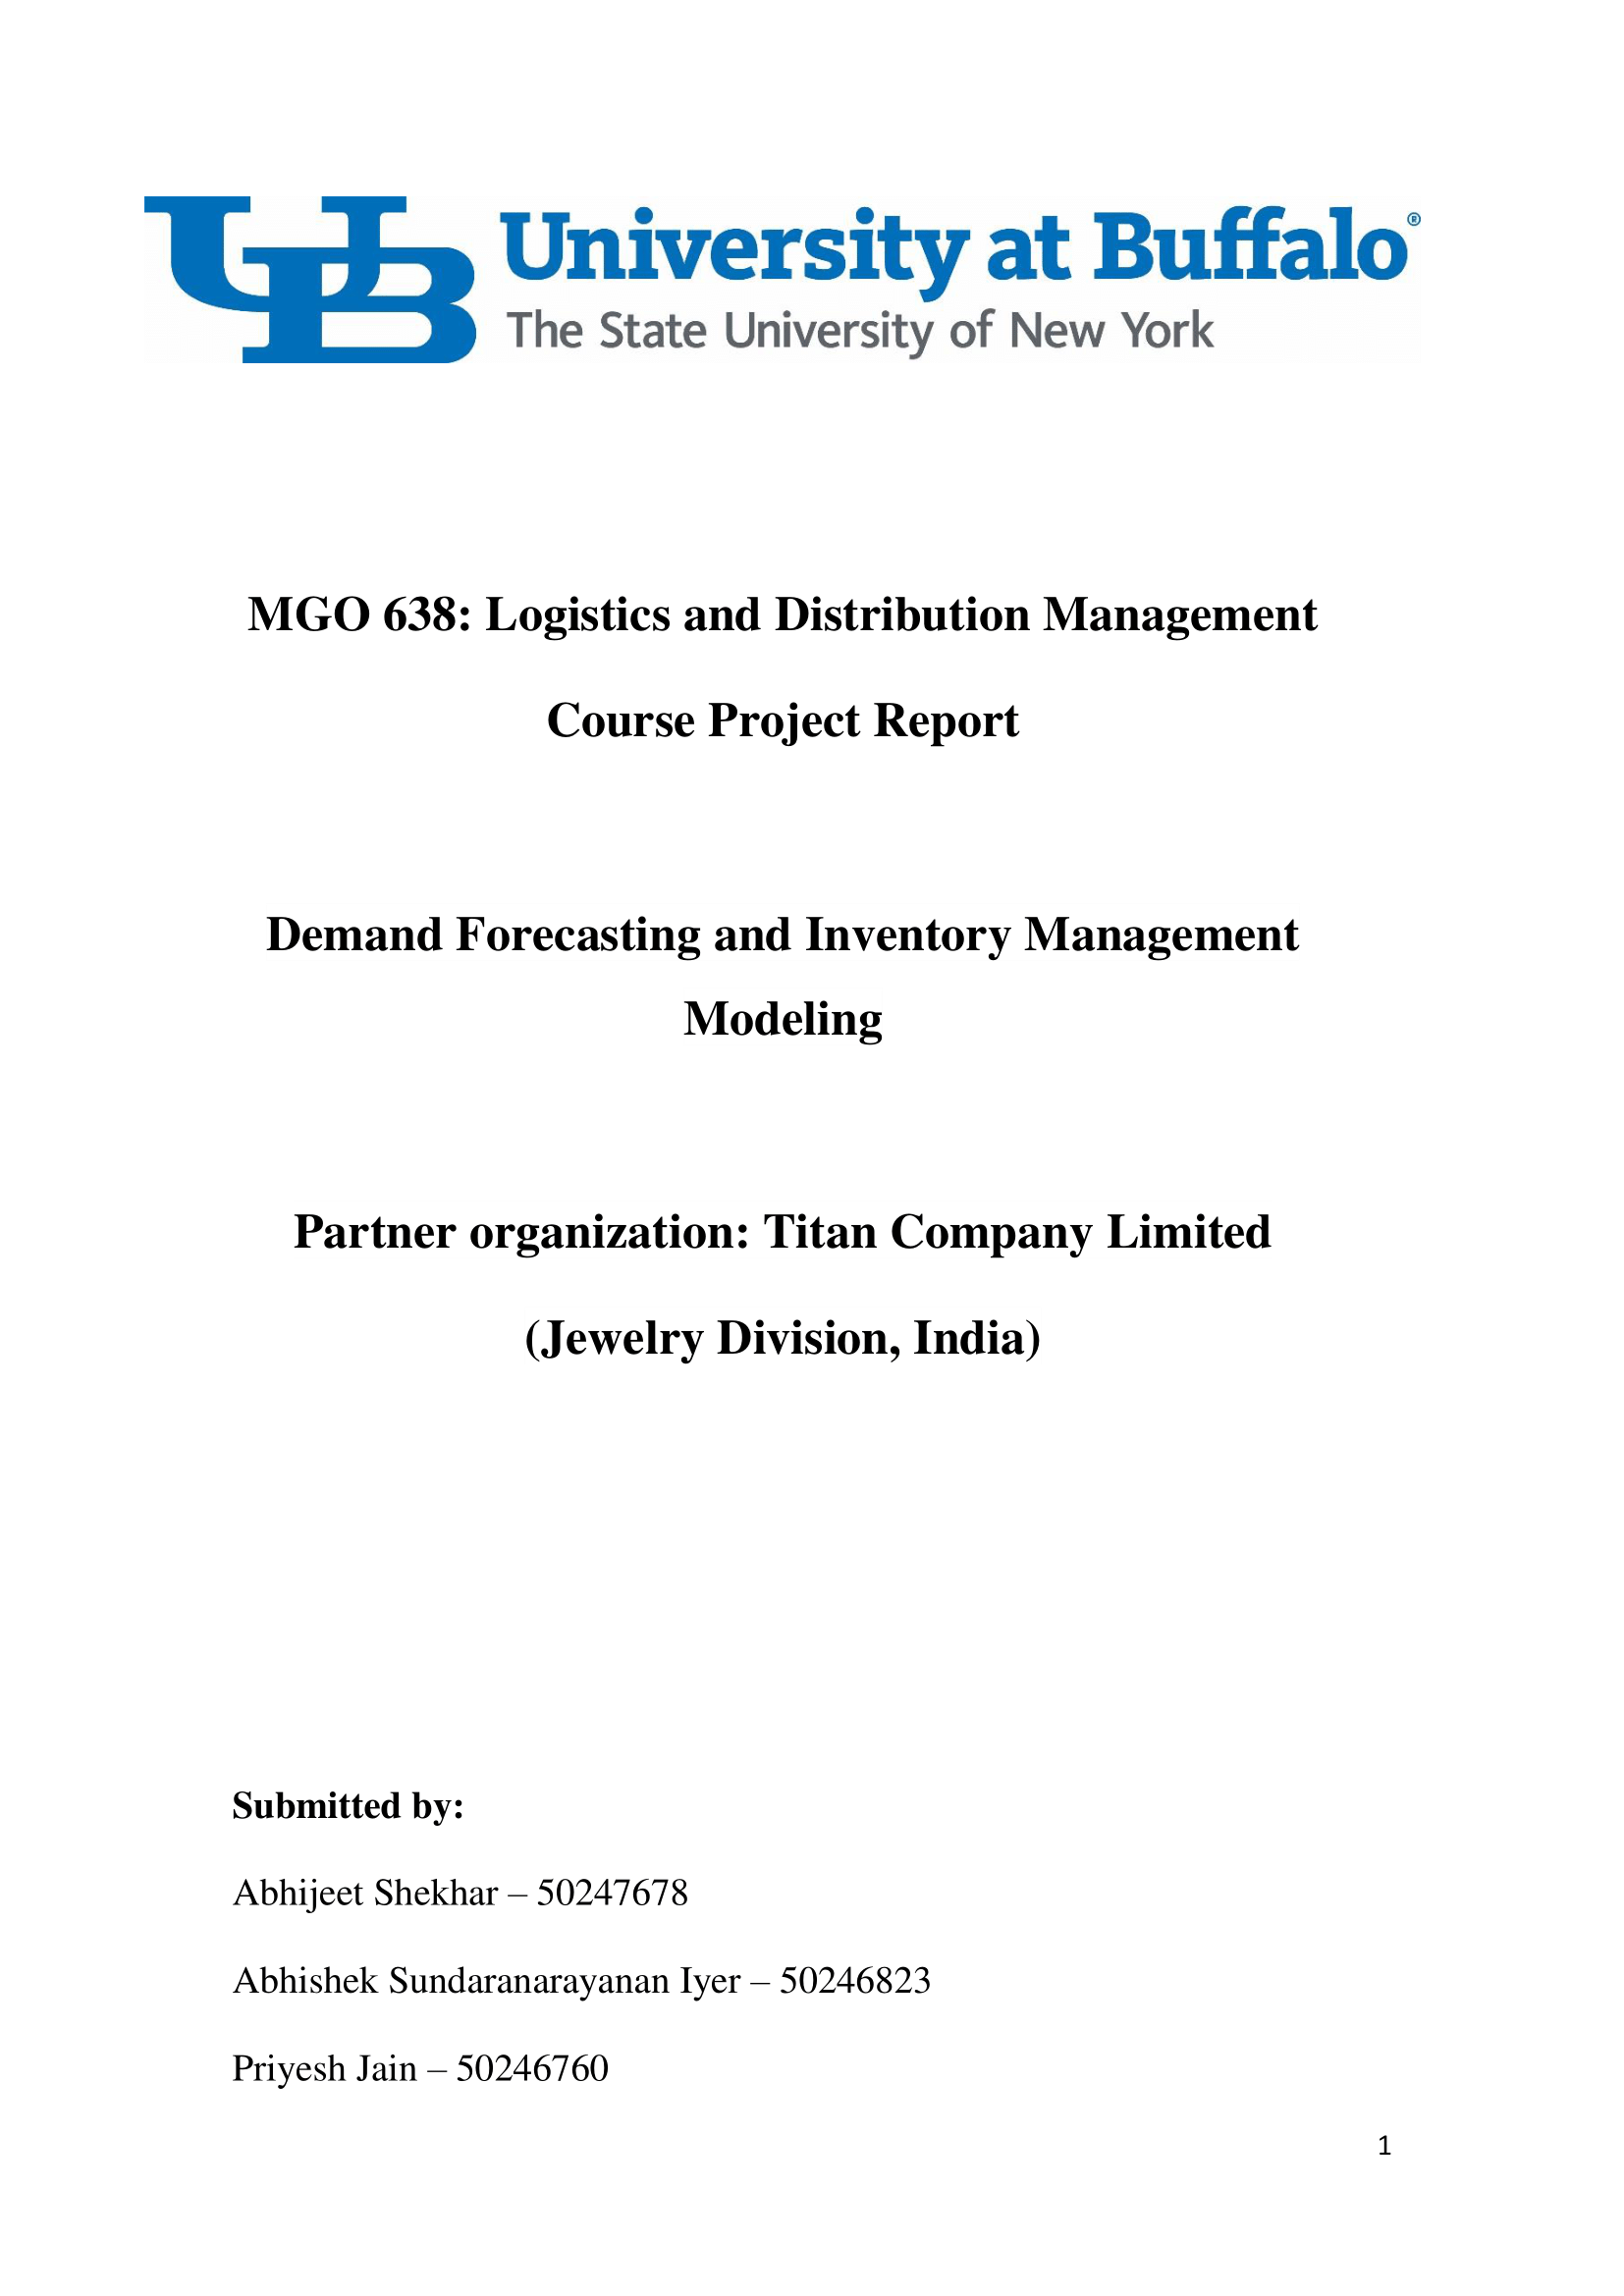 UB University at Buffalo®
The State University of New York
MGO 638: Logistics and Distribution Management
Course Project Report
Demand Forecasting and Inventory Management
Modeling
Partner organization: Titan Company Limited
(Jewelry Division, India)
Submitted by:
Abhijeet Shekhar – 50247678
Abhishek Sundaranarayanan Iyer – 50246823
Priyesh Jain – 50246760
1